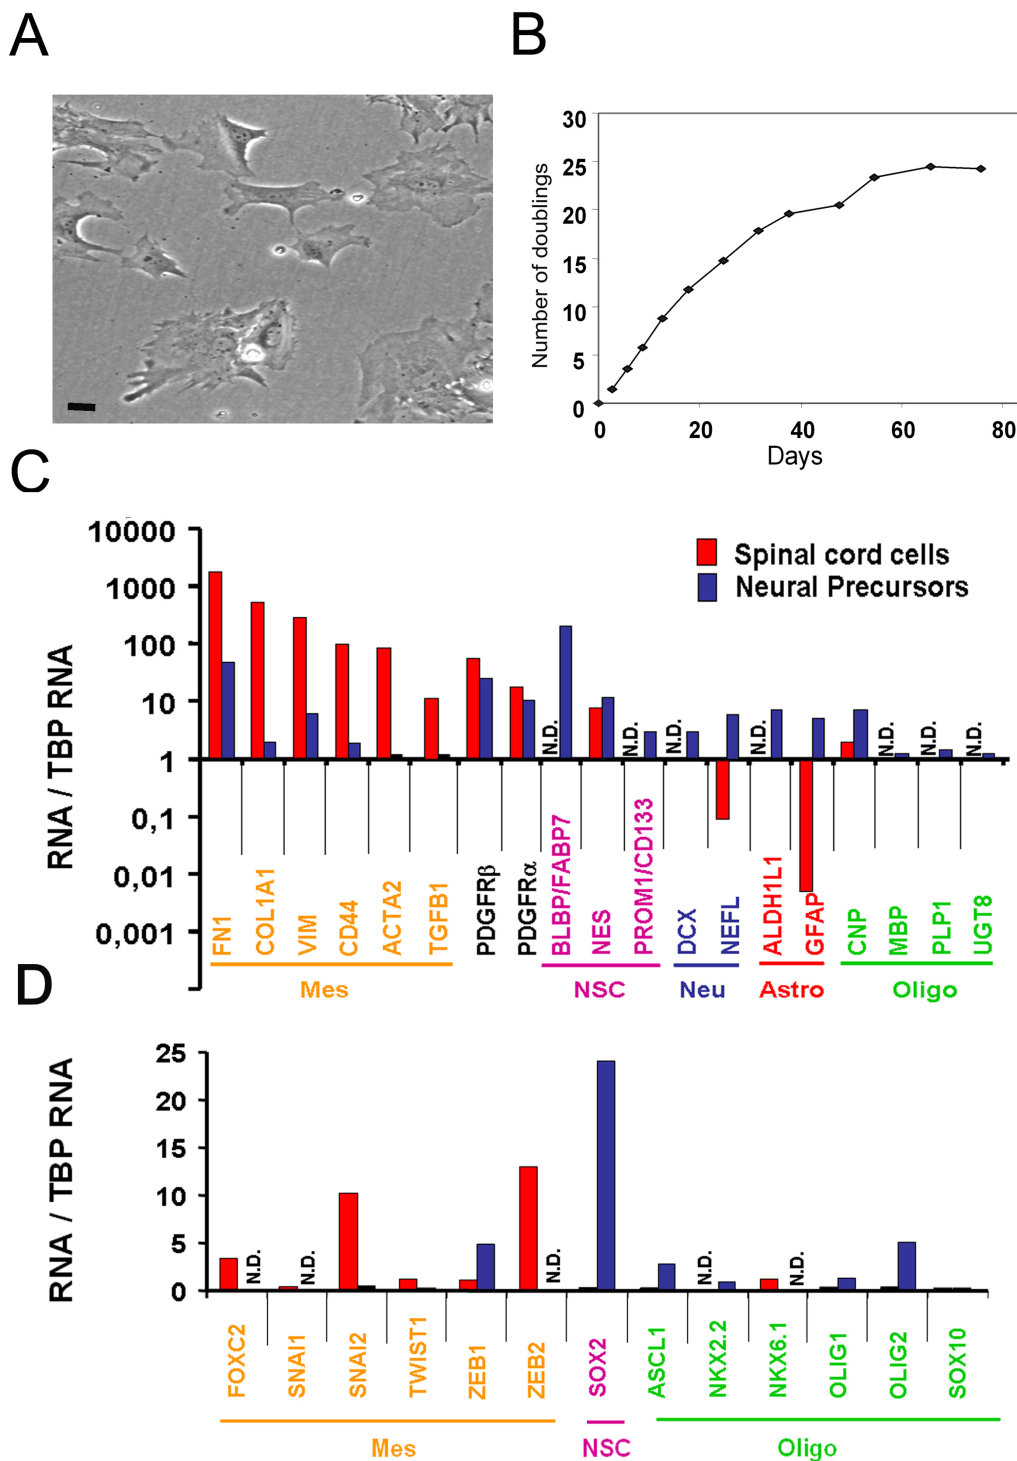 A
B
30
25
20
15
10
5
0
Number of doublings
0 20 40 60 80
Days
C
10000
1000
100
10
1
0,1
0,01
0,001
RNA / TBP RNA
Spinal cord cells
Neural Precursors
N.D. N.D. N.D. N.D. N.D. N.D. N.D.
FN1 COL1A1 VIM CD44 ACTA2 TGFB1 PDGFRβ PDGFRα BLBP/FABP7 NES PROM1/CD133 DCX NEFL ALDH1L1 GFAP CNP MBP PLP1 UGT8
Mes NSC Neu Astro Oligo
D
25
20
15
10
5
0
RNA / TBP RNA
N.D. N.D. N.D. N.D. N.D.
FOXC2 SNAI1 SNAI2 TWIST1 ZEB1 ZEB2 SOX2 ASCL1 NKX2.2 NKX6.1 OLIG1 OLIG2 SOX10
Mes NSC Oligo